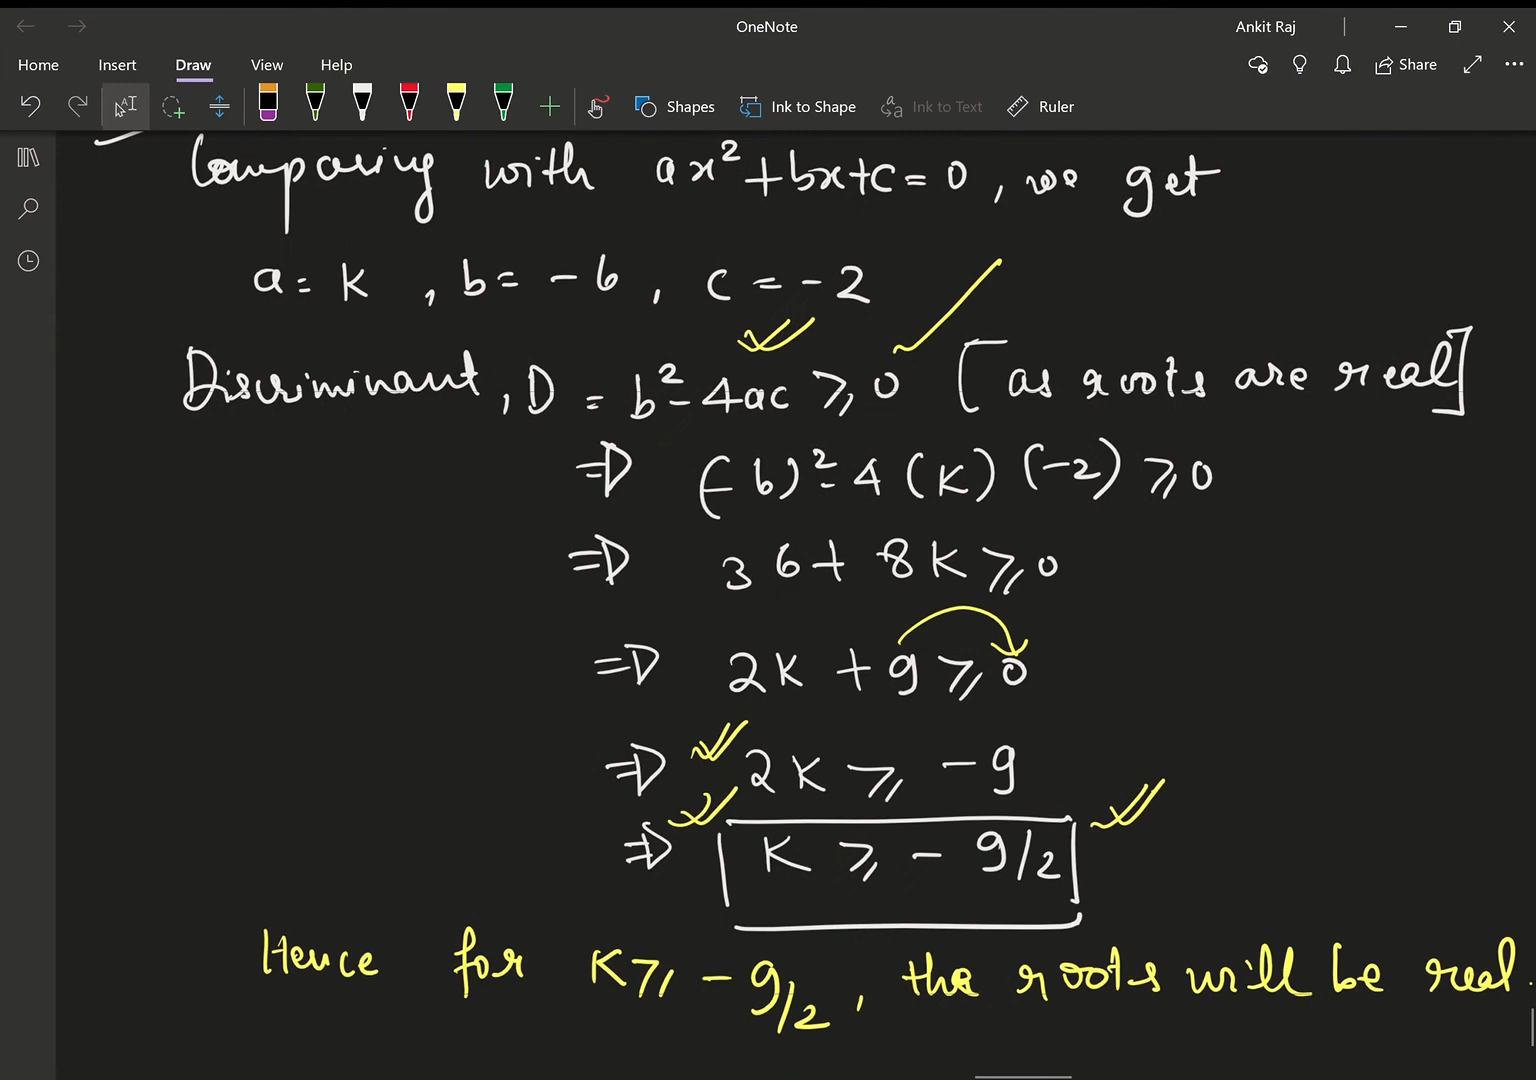 OneNote
Ankit Raj
Home Insert Draw View Help
Share
Shapes Ink to Shape Ink to Text Ruler
Comparing with ax²+bx+c=0, we get
a=K, b=-6, c=-2
Discriminant, D = b²-4ac ⩾ 0 [as roots are real]
⇒ (-6)²-4(K)(-2) ⩾ 0
⇒ 36+8K ⩾ 0
⇒ 2K+9 ⩾ 0
⇒ 2K ⩾ -9
⇒ K ⩾ -9/2
Hence for K ⩾ -9/2, the roots will be real.